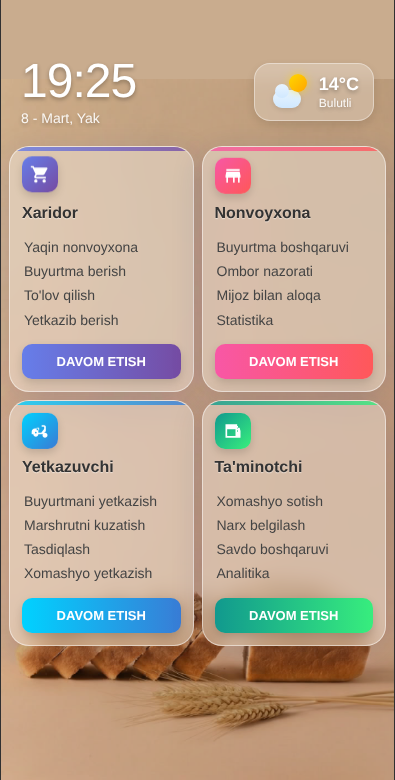 19:25
8 - Mart, Yak
14°C
Bulutli
Xaridor
Yaqin nonvoyxona
Buyurtma berish
To'lov qilish
Yetkazib berish
DAVOM ETISH
Nonvoyxona
Buyurtma boshqaruvi
Ombor nazorati
Mijoz bilan aloqa
Statistika
DAVOM ETISH
Yetkazuvchi
Buyurtmani yetkazish
Marshrutni kuzatish
Tasdiqlash
Xomashyo yetkazish
DAVOM ETISH
Ta'minotchi
Xomashyo sotish
Narx belgilash
Savdo boshqaruvi
Analitika
DAVOM ETISH